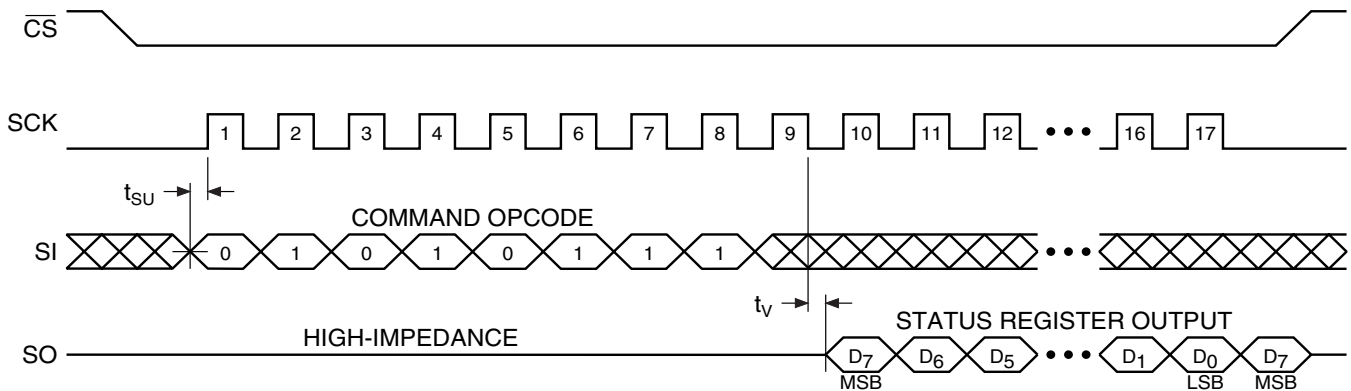 CS
SCK 1 2 3 4 5 6 7 8 9 10 11 12 ••• 16 17
tSU
COMMAND OPCODE
SI 0 1 0 1 0 1 1 1 •••
tV
HIGH-IMPEDANCE STATUS REGISTER OUTPUT
SO D7 D6 D5 ••• D1 D0 D7
MSB LSB MSB